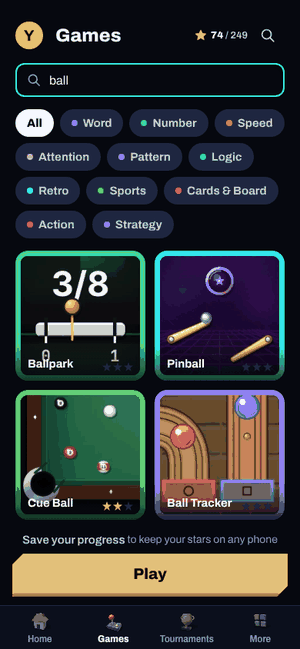 Y Games 74 / 249
ball
All Word Number Speed
Attention Pattern Logic
Retro Sports Cards & Board
Action Strategy
3/8
0 1
Ballpark
Pinball
Cue Ball
Ball Tracker
Save your progress to keep your stars on any phone
Play
Home Games Tournaments More